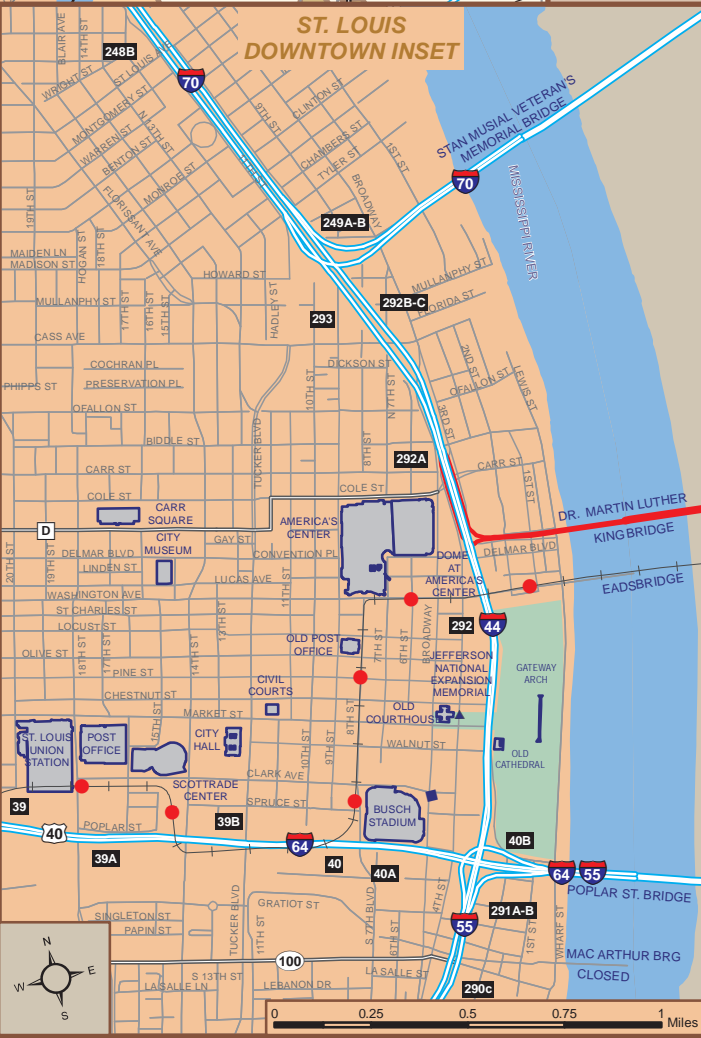 ST. LOUIS
DOWNTOWN INSET
BLAIR AVE
14TH ST
248B
WRIGHT ST
ST LOUIS AVE
70
MONTGOMERY ST
N 13TH ST
WARREN ST
BENTON ST
9TH ST
CLINTON ST
CHAMBERS ST
TYLER ST
1ST ST
STAN MUSIAL VETERAN'S
MEMORIAL BRIDGE
70
MISSISSIPPI RIVER
11TH ST
MONROE ST
BROADWAY
19TH ST
FLORISSANT AVE
249A-B
HOGAN ST
18TH ST
MAIDEN LN
MADISON ST
HOWARD ST
MULLANPHY ST
MULLANPHY ST
17TH ST
16TH ST
15TH ST
HADLEY ST
292B-C
FLORIDA ST
293
CASS AVE
COCHRAN PL
DICKSON ST
PHIPPS ST
PRESERVATION PL
10TH ST
N 7TH ST
2ND ST
OFALLON ST
LEWIS ST
OFALLON ST
3RD ST
BIDDLE ST
TUCKER BLVD
8TH ST
292A
CARR ST
CARR ST
1ST ST
COLE ST
COLE ST
CARR
SQUARE
DR. MARTIN LUTHER
KING BRIDGE
AMERICA'S
CENTER
D
CITY
MUSEUM
GAY ST
DELMAR BLVD
CONVENTION PL
DOME
AT
AMERICA'S
CENTER
DELMAR BLVD
20TH ST
19TH ST
LINDEN ST
LUCAS AVE
11TH ST
EADSBRIDGE
WASHINGTON AVE
ST CHARLES ST
13TH ST
LOCUST ST
292
44
OLD POST
OFFICE
7TH ST
6TH ST
BROADWAY
OLIVE ST
18TH ST
17TH ST
14TH ST
JEFFERSON
NATIONAL
EXPANSION
MEMORIAL
GATEWAY
ARCH
PINE ST
CIVIL
COURTS
CHESTNUT ST
15TH ST
MARKET ST
8TH ST
OLD
COURTHOUSE
ST. LOUIS
UNION
STATION
POST
OFFICE
CITY
HALL
10TH ST
9TH ST
WALNUT ST
L
OLD
CATHEDRAL
CLARK AVE
SCOTTRADE
CENTER
SPRUCE ST
BUSCH
STADIUM
39
39B
POPLAR ST
40
64
40B
39A
40
40A
64
55
POPLAR ST. BRIDGE
4TH ST
291A-B
GRATIOT ST
SINGLETON ST
PAPIN ST
TUCKER BLVD
11TH ST
S 7TH BLVD
6TH ST
55
1ST ST
WHARF ST
MAC ARTHUR BRG
CLOSED
100
N
W
E
S
S 13TH ST
LASALLE LN
LEBANON DR
LA SALLE ST
290c
0
0.25
0.5
0.75
1
Miles